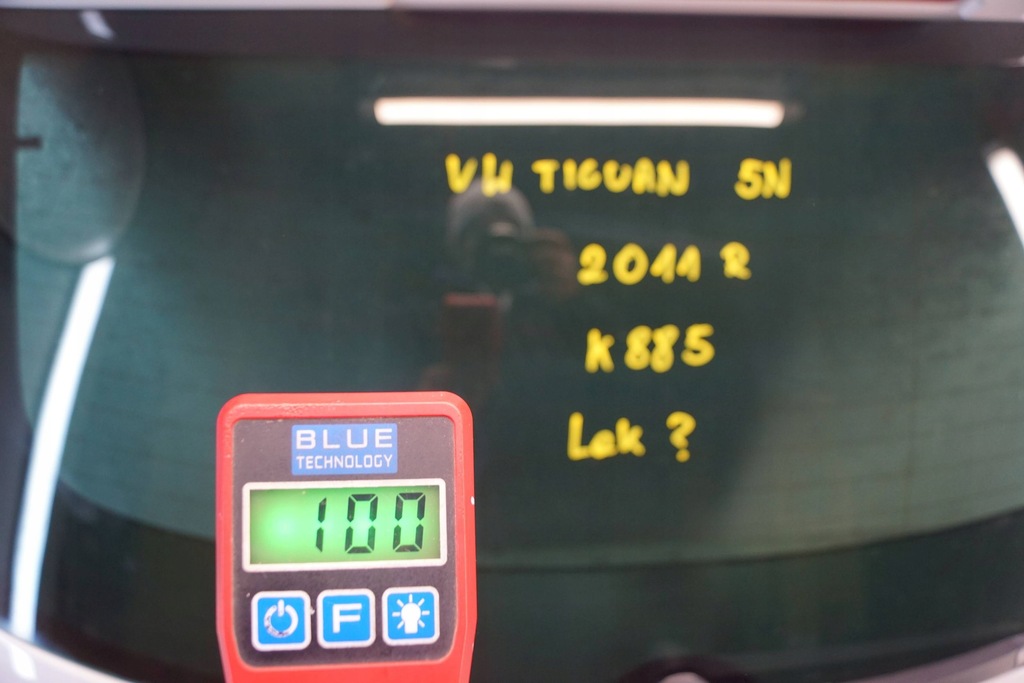 VW TIGUAN 5N
2011 R
K885
Lak ?
BLUE
TECHNOLOGY
100
F